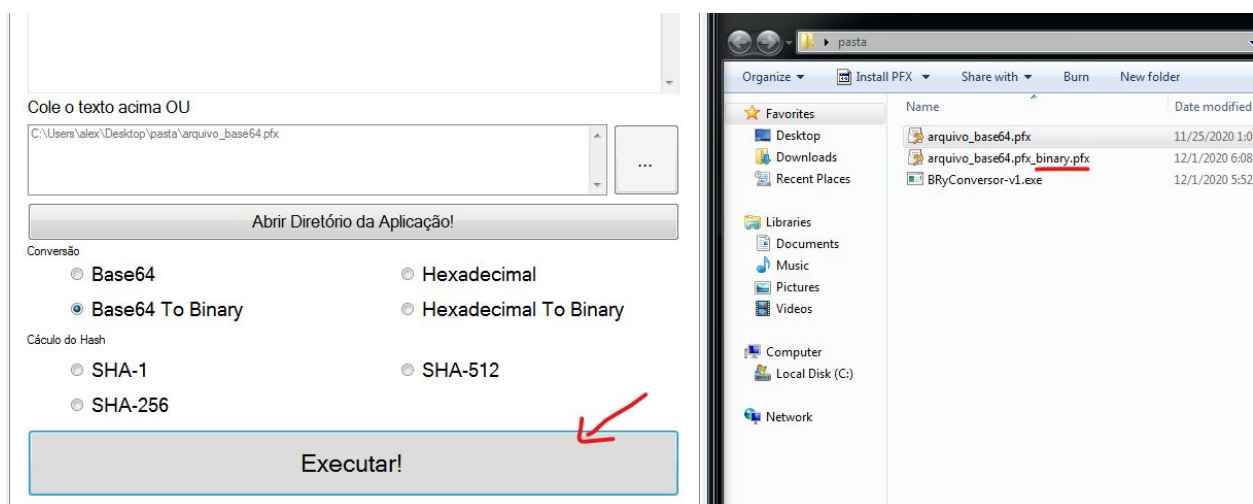 Cole o texto acima OU
C:\Users\alex\Desktop\pasta\arquivo_base64.pfx
...
Abrir Diretório da Aplicação!
Conversão
Base64
Hexadecimal
Base64 To Binary
Hexadecimal To Binary
Cáculo do Hash
SHA-1
SHA-512
SHA-256
Executar!
pasta
Organize
Install PFX
Share with
Burn
New folder
Favorites
Desktop
Downloads
Recent Places
Libraries
Documents
Music
Pictures
Videos
Computer
Local Disk (C:)
Network
Name
Date modified
arquivo_base64.pfx
11/25/2020 1:0
arquivo_base64.pfx_binary.pfx
12/1/2020 6:08
BRyConversor-v1.exe
12/1/2020 5:52